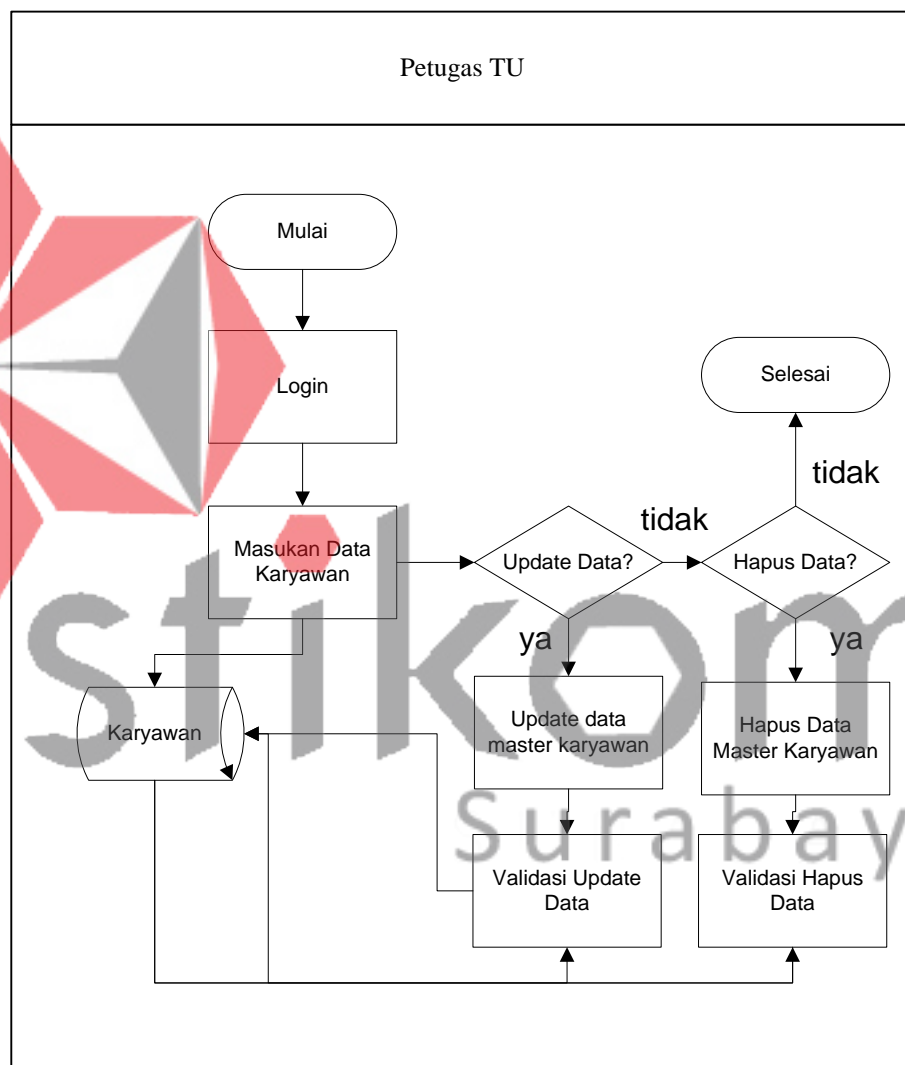 Petugas TU
Mulai
Login
Selesai
tidak
tidak
Masukan Data
Karyawan
Update Data?
Hapus Data?
ya
ya
Karyawan
Update data
master karyawan
Hapus Data
Master Karyawan
Validasi Update
Data
Validasi Hapus
Data
stikom
Surabay